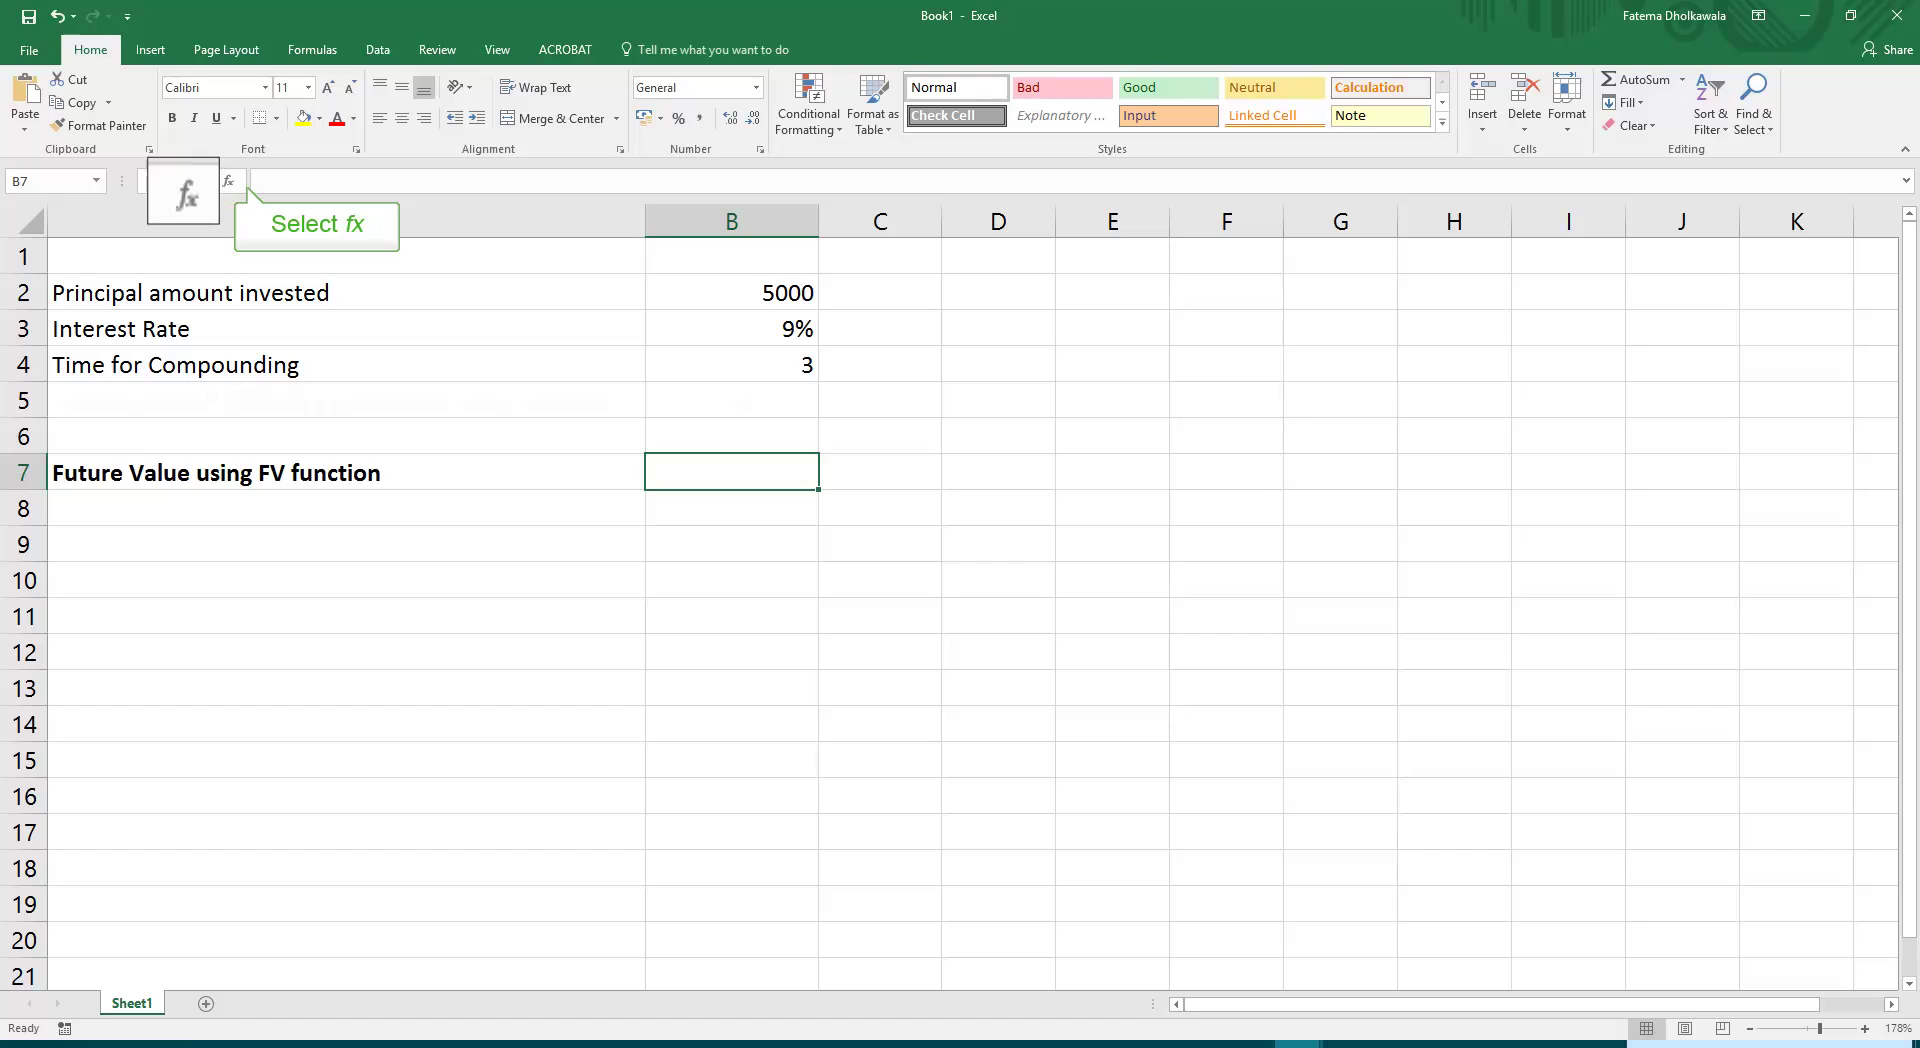 Book1 - Excel
Fatema Dholkawala
File Home Insert Page Layout Formulas Data Review View ACROBAT Tell me what you want to do Share
Paste
Cut
Copy
Format Painter
Clipboard
Calibri 11 A A
B I U A
Font
Wrap Text
Merge & Center
Alignment
General
% , .0 .00
Number
Conditional Formatting
Format as Table
Normal Bad Good Neutral Calculation
Check Cell Explanatory ... Input Linked Cell Note
Styles
Insert Delete Format
Cells
AutoSum
Fill
Clear
Sort & Filter
Find & Select
Editing
B7 fx fx
Select fx
B C D E F G H I J K
1
2 Principal amount invested 5000
3 Interest Rate 9%
4 Time for Compounding 3
5
6
7 Future Value using FV function
8
9
10
11
12
13
14
15
16
17
18
19
20
21
Sheet1
Ready
178%